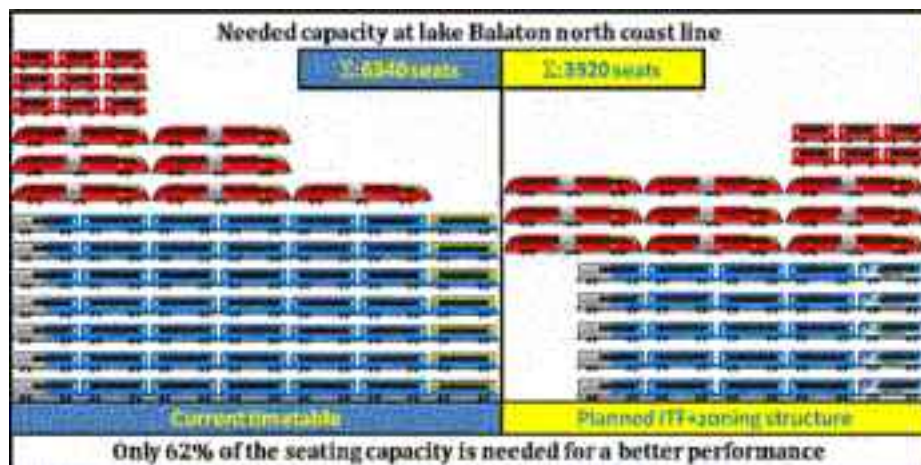 Needed capacity at lake Balaton north coast line
Σ:6346 seats
Σ:3920 seats
Current timetable
Planned ITF+zoning structure
Only 62% of the seating capacity is needed for a better performance